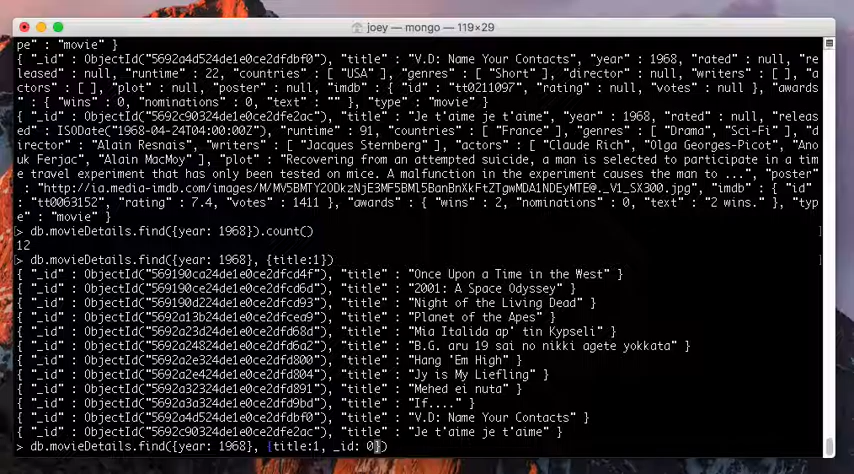 joey — mongo — 119×29
pe" : "movie" }
{ "_id" : ObjectId("5692a4d524de1e0ce2dfdbf0"), "title" : "V.D: Name Your Contacts", "year" : 1968, "rated" : null, "rel
eased" : null, "runtime" : 22, "countries" : [ "USA" ], "genres" : [ "Short" ], "director" : null, "writers" : [ ], "a
ctors" : [ ], "plot" : null, "poster" : null, "imdb" : { "id" : "tt0211097", "rating" : null, "votes" : null }, "awards
" : { "wins" : 0, "nominations" : 0, "text" : "" }, "type" : "movie" }
{ "_id" : ObjectId("5692c90324de1e0ce2dfe2ac"), "title" : "Je t'aime je t'aime", "year" : 1968, "rated" : null, "releas
ed" : ISODate("1968-04-24T04:00:00Z"), "runtime" : 91, "countries" : [ "France" ], "genres" : [ "Drama", "Sci-Fi" ], "d
irector" : "Alain Resnais", "writers" : [ "Jacques Sternberg" ], "actors" : [ "Claude Rich", "Olga Georges-Picot", "Ano
uk Ferjac", "Alain MacMoy" ], "plot" : "Recovering from an attempted suicide, a man is selected to participate in a tim
e travel experiment that has only been tested on mice. A malfunction in the experiment causes the man to ...", "poster"
: "http://ia.media-imdb.com/images/M/MV5BMTY2ODkzNjE3MF5BMl5BanBnXkFtZTgwMDA1NDEyMTE@._V1_SX300.jpg", "imdb" : { "id" :
"tt0063152", "rating" : 7.4, "votes" : 1411 }, "awards" : { "wins" : 2, "nominations" : 0, "text" : "2 wins." }, "typ
e" : "movie" }
> db.movieDetails.find({year: 1968}).count()
12
> db.movieDetails.find({year: 1968}, {title:1})
{ "_id" : ObjectId("569190ca24de1e0ce2dfcd4f"), "title" : "Once Upon a Time in the West" }
{ "_id" : ObjectId("569190ce24de1e0ce2dfcd6d"), "title" : "2001: A Space Odyssey" }
{ "_id" : ObjectId("569190d224de1e0ce2dfcd93"), "title" : "Night of the Living Dead" }
{ "_id" : ObjectId("5692a13b24de1e0ce2dfcea9"), "title" : "Planet of the Apes" }
{ "_id" : ObjectId("5692a23d24de1e0ce2dfd68d"), "title" : "Mia Italida ap' tin Kypseli" }
{ "_id" : ObjectId("5692a24824de1e0ce2dfd6a2"), "title" : "B.G. aru 19 sai no nikki agete yokkata" }
{ "_id" : ObjectId("5692a2e324de1e0ce2dfd800"), "title" : "Hang 'Em High" }
{ "_id" : ObjectId("5692a2e424de1e0ce2dfd804"), "title" : "Jy is My Liefling" }
{ "_id" : ObjectId("5692a32324de1e0ce2dfd891"), "title" : "Mehed ei nuta" }
{ "_id" : ObjectId("5692a3a324de1e0ce2dfd9bd"), "title" : "If...." }
{ "_id" : ObjectId("5692a4d524de1e0ce2dfdbf0"), "title" : "V.D: Name Your Contacts" }
{ "_id" : ObjectId("5692c90324de1e0ce2dfe2ac"), "title" : "Je t'aime je t'aime" }
> db.movieDetails.find({year: 1968}, {title:1, _id: 0})